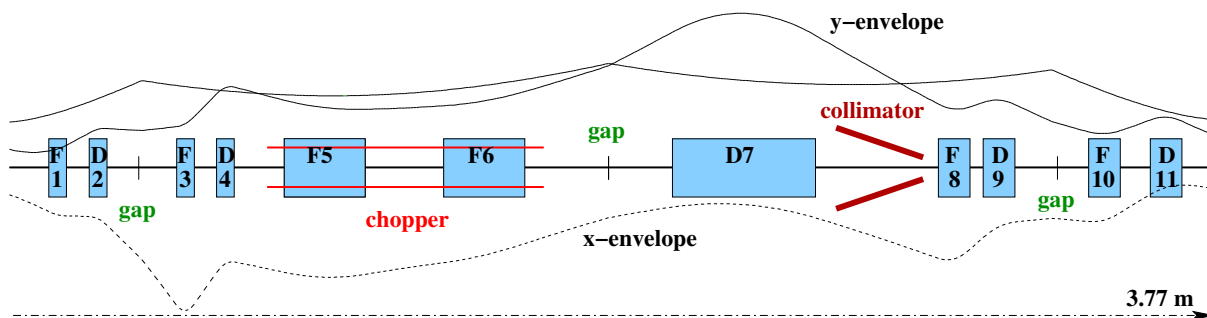 y−envelope
collimator
gap
F
1
D
2
F
3
D
4
F5
F6
D7
F
8
D
9
F
10
D
11
gap
chopper
x−envelope
gap
3.77 m